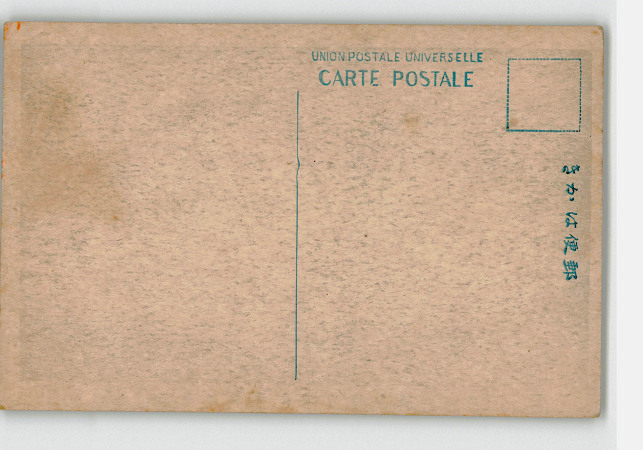 UNION POSTALE UNIVERSELLE
CARTE POSTALE
郵便はかき